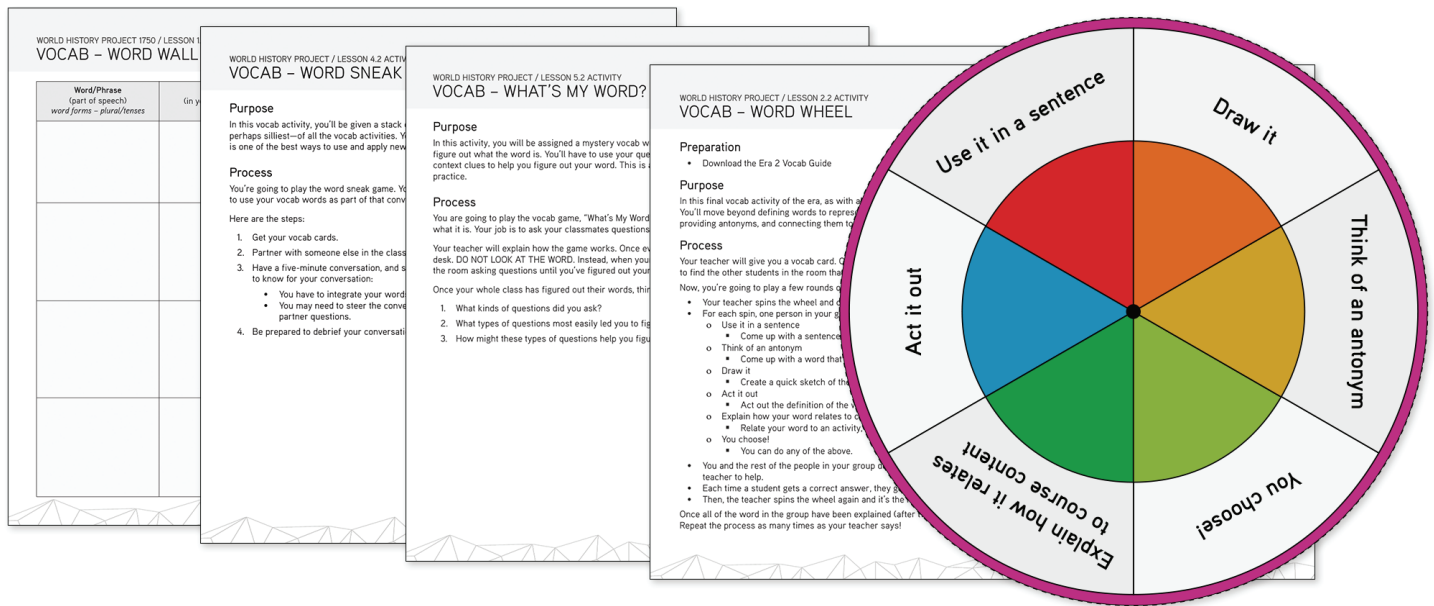 WORLD HISTORY PROJECT 1750 / LESSON 1.
VOCAB – WORD WALL
Word/Phrase
(part of speech)
word forms – plural/tenses
(in
WORLD HISTORY PROJECT / LESSON 4.2
VOCAB – WORD SNEAK
Purpose
In this vocab activity, you'll be given a stack
perhaps silliest—of all the vocab activities.
is one of the best ways to use and apply new
Process
You're going to play the word sneak game.
to use your vocab words as part of that
Here are the steps:
1. Get your vocab cards.
2. Partner with someone else in the class
3. Have a five-minute conversation, and
to know for your conversation:
• You have to integrate your
• You may need to steer the
partner questions.
4. Be prepared to debrief your
WORLD HISTORY PROJECT / LESSON 5.2 ACTIVITY
VOCAB – WHAT'S MY WORD?
Purpose
In this activity, you will be assigned a mystery vocab
figure out what the word is. You'll have to use your
context clues to help you figure out your word. This is
practice.
Process
You are going to play the vocab game, "What's My Word
what it is. Your job is to ask your classmates questions
Your teacher will explain how the game works. Once
desk. DO NOT LOOK AT THE WORD. Instead, when
the room asking questions until you've figured out your
Once your whole class has figured out their words,
1. What kinds of questions did you ask?
2. What types of questions most easily led you to
3. How might these types of questions help you
WORLD HISTORY PROJECT / LESSON 2.2 ACTIVITY
VOCAB – WORD WHEEL
Preparation
• Download the Era 2 Vocab Guide
Purpose
In this final vocab activity of the era, as with
You'll move beyond defining words to
providing antonyms, and connecting them to
Process
Your teacher will give you a vocab card.
to find the other students in the room
Now, you're going to play a few rounds
• Your teacher spins the wheel and
• For each spin, one person in your
o Use it in a sentence
▪ Come up with a sentence
o Think of an antonym
▪ Come up with a word
o Draw it
▪ Create a quick sketch of the
o Act it out
▪ Act out the definition of the
o Explain how your word relates to
▪ Relate your word to an activity,
o You choose!
▪ You can do any of the above.
• You and the rest of the people in your group
teacher to help.
• Each time a student gets a correct answer, they
• Then, the teacher spins the wheel again and it's the
Once all of the word in the group have been explained (after
Repeat the process as many times as your teacher says!
Use it in a sentence
Draw it
Think of an antonym
You choose!
Explain how it relates
to course content
Act it out